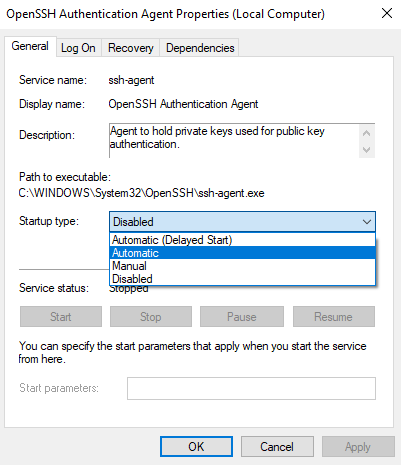 OpenSSH Authentication Agent Properties (Local Computer)
General Log On Recovery Dependencies
Service name: ssh-agent
Display name: OpenSSH Authentication Agent
Description: Agent to hold private keys used for public key
authentication.
Path to executable:
C:\WINDOWS\System32\OpenSSH\ssh-agent.exe
Startup type: Disabled
Automatic (Delayed Start)
Automatic
Manual
Disabled
Service status: Stopped
Start Stop Pause Resume
You can specify the start parameters that apply when you start the service
from here.
Start parameters:
OK Cancel Apply